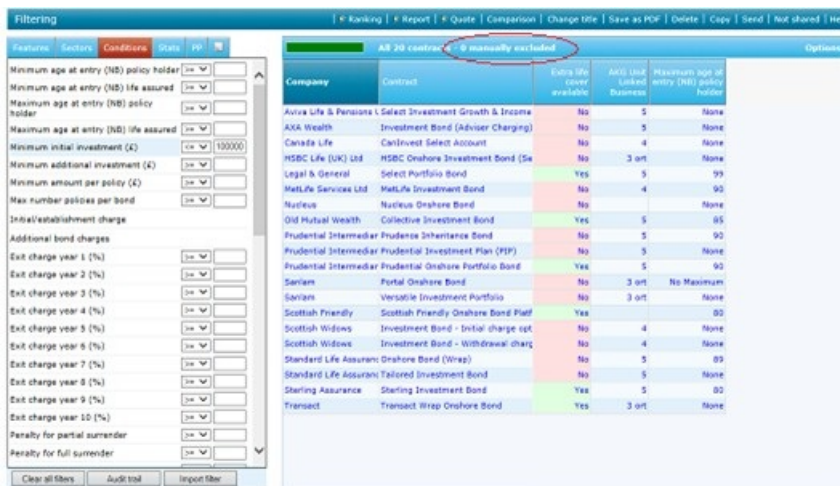 Filtering
| Ranking | Report | Quote | Comparison | Change title | Save as PDF | Delete | Copy | Send | Not shared | He
Features Sectors Conditions Stats PP
All 20 contracts - 0 manually excluded
Options
Minimum age at entry (NB) policy holder >=
Minimum age at entry (NB) life assured >=
Maximum age at entry (NB) policy holder >=
Maximum age at entry (NB) life assured >=
Minimum initial investment (£) <= 100000
Minimum additional investment (£) >=
Minimum amount per policy (£) >=
Max number policies per bond >=
Initial/establishment charge
Additional bond charges
Exit charge year 1 (%) >=
Exit charge year 2 (%) >=
Exit charge year 3 (%) >=
Exit charge year 4 (%) >=
Exit charge year 5 (%) >=
Exit charge year 6 (%) >=
Exit charge year 7 (%) >=
Exit charge year 8 (%) >=
Exit charge year 9 (%) >=
Exit charge year 10 (%) >=
Penalty for partial surrender >=
Penalty for full surrender >=
Clear all filters Audit trail Import filter
Company Contract Extra life cover available AKG Unit Linked Business Maximum age at entry (NB) policy holder
Aviva Life & Pensions U Select Investment Growth & Income No 5 None
AXA Wealth Investment Bond (Adviser Charging) No 5 None
Canada Life CanInvest Select Account No 4 None
HSBC Life (UK) Ltd HSBC Onshore Investment Bond (Se No 3 ort None
Legal & General Select Portfolio Bond Yes 5 99
MetLife Services Ltd MetLife Investment Bond No 4 90
Nucleus Nucleus Onshore Bond No None
Old Mutual Wealth Collective Investment Bond Yes 5 85
Prudential Intermediar Prudence Inheritance Bond No 5 90
Prudential Intermediar Prudential Investment Plan (PIP) No 5 None
Prudential Intermediar Prudential Onshore Portfolio Bond Yes 5 90
Sanlam Portal Onshore Bond No 3 ort No Maximum
Sanlam Versatile Investment Portfolio No 3 ort None
Scottish Friendly Scottish Friendly Onshore Bond Platf Yes 80
Scottish Widows Investment Bond - Initial charge opt No 4 None
Scottish Widows Investment Bond - Withdrawal charg No 4 None
Standard Life Assuranc Onshore Bond (Wrap) No 5 89
Standard Life Assuranc Tailored Investment Bond No 5 None
Sterling Assurance Sterling Investment Bond Yes 5 80
Transact Transact Wrap Onshore Bond Yes 3 ort None